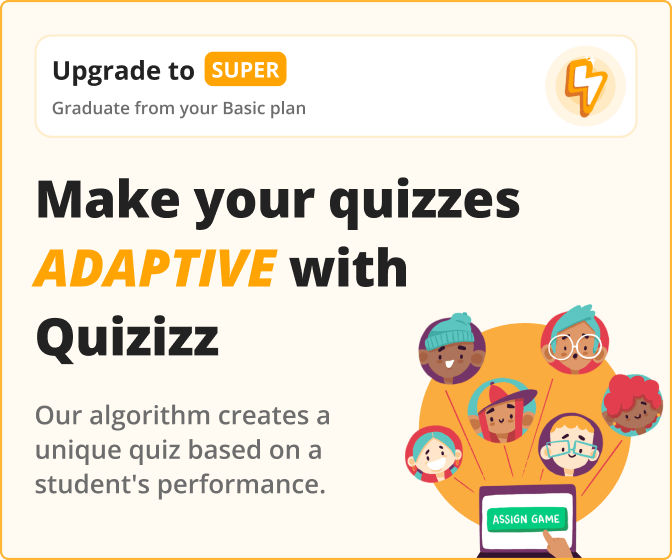 Upgrade to SUPER
Graduate from your Basic plan
Make your quizzes
ADAPTIVE with
Quizizz
Our algorithm creates a
unique quiz based on a
student's performance.
ASSIGN GAME